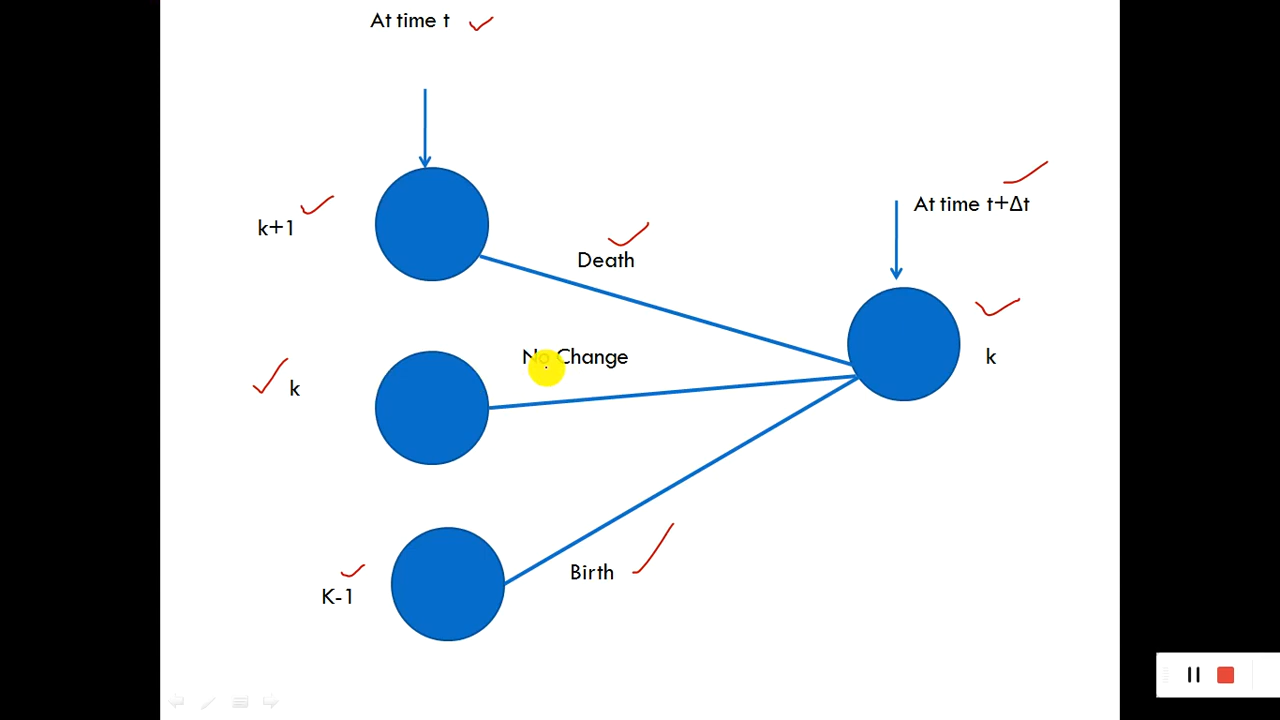 At time t
At time t+Δt
k+1
Death
No Change
k
k
Birth
K-1